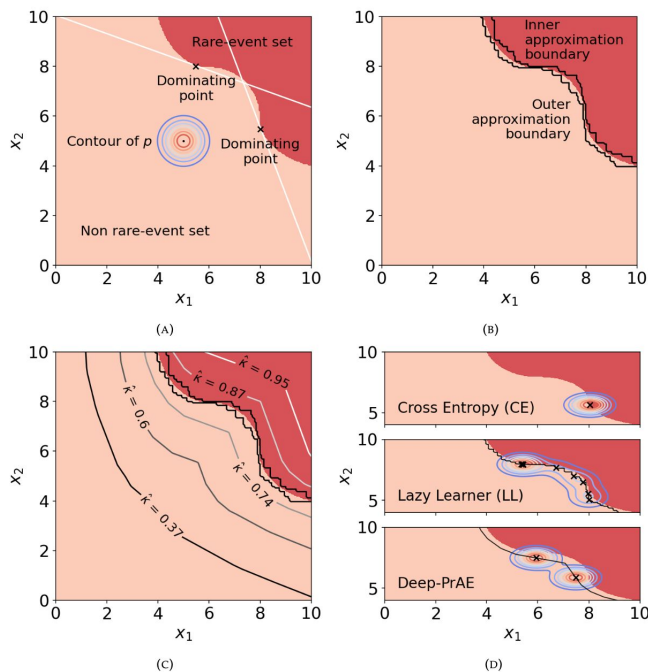 10
8
6
4
2
0
x₂
Rare-event set
Dominating
point
Contour of p
Dominating
point
Non rare-event set
0
2
4
6
8
10
x₁
(A)
10
8
6
4
2
0
x₂
Inner
approximation
boundary
Outer
approximation
boundary
0
2
4
6
8
10
x₁
(B)
10
8
6
4
2
0
x₂
κ̂ = 0.95
κ̂ = 0.87
κ̂ = 0.6
κ̂ = 0.74
κ̂ = 0.37
0
2
4
6
8
10
x₁
(C)
10
5
Cross Entropy (CE)
10
5
x₂
Lazy Learner (LL)
10
5
Deep-PrAE
0
2
4
6
8
10
x₁
(D)